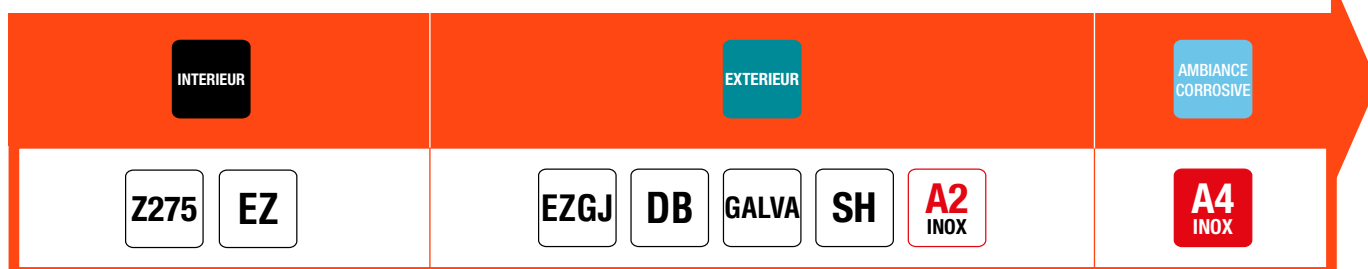 INTERIEUR
EXTERIEUR
AMBIANCE
CORROSIVE
Z275
EZ
EZGJ
DB
GALVA
SH
A2
INOX
A4
INOX